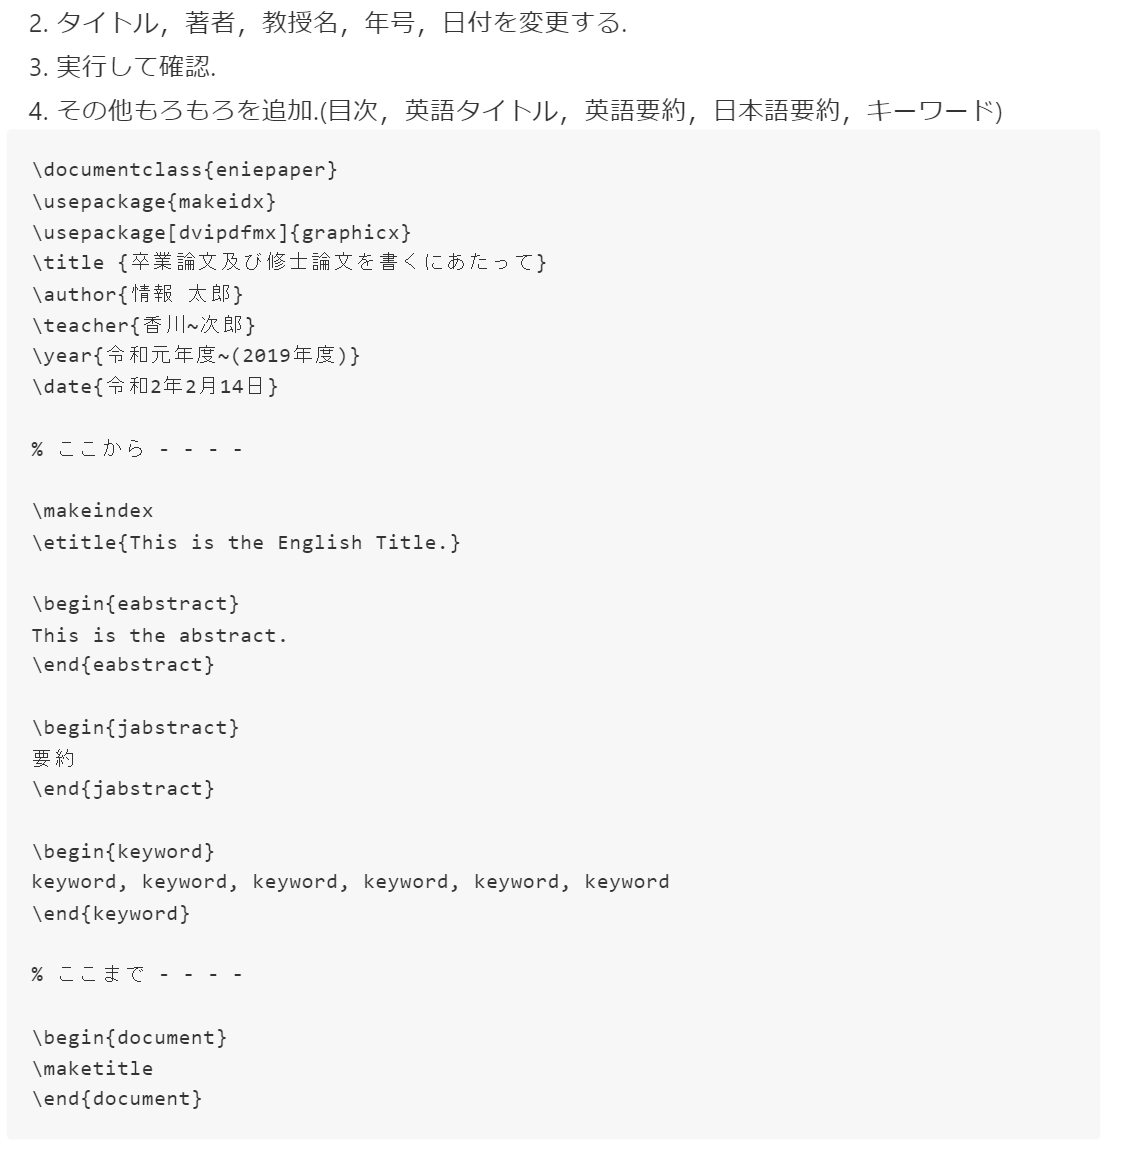 2. タイトル，著者，教授名，年号，日付を変更する.
3. 実行して確認.
4. その他もろもろを追加.(目次，英語タイトル，英語要約，日本語要約，キーワード)
\documentclass{eniepaper}
\usepackage{makeidx}
\usepackage[dvipdfmx]{graphicx}
\title {卒業論文及び修士論文を書くにあたって}
\author{情報 太郎}
\teacher{香川~次郎}
\year{令和元年度~(2019年度)}
\date{令和2年2月14日}
% ここから - - - -
\makeindex
\etitle{This is the English Title.}
\begin{eabstract}
This is the abstract.
\end{eabstract}
\begin{jabstract}
要約
\end{jabstract}
\begin{keyword}
keyword, keyword, keyword, keyword, keyword, keyword
\end{keyword}
% ここまで - - - -
\begin{document}
\maketitle
\end{document}